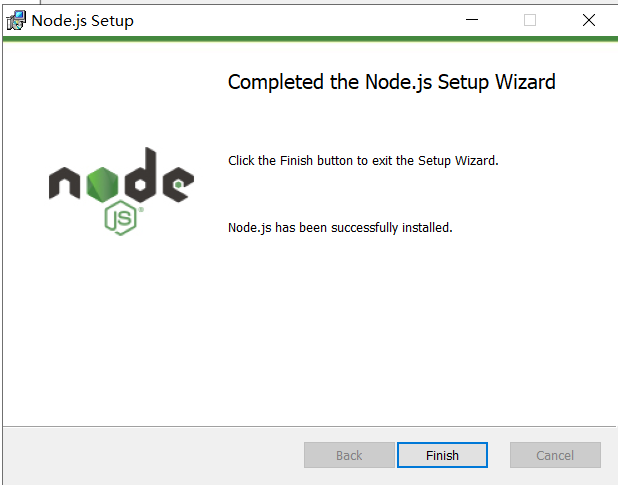 Node.js Setup
Completed the Node.js Setup Wizard
Click the Finish button to exit the Setup Wizard.
node
JS
Node.js has been successfully installed.
Back
Finish
Cancel